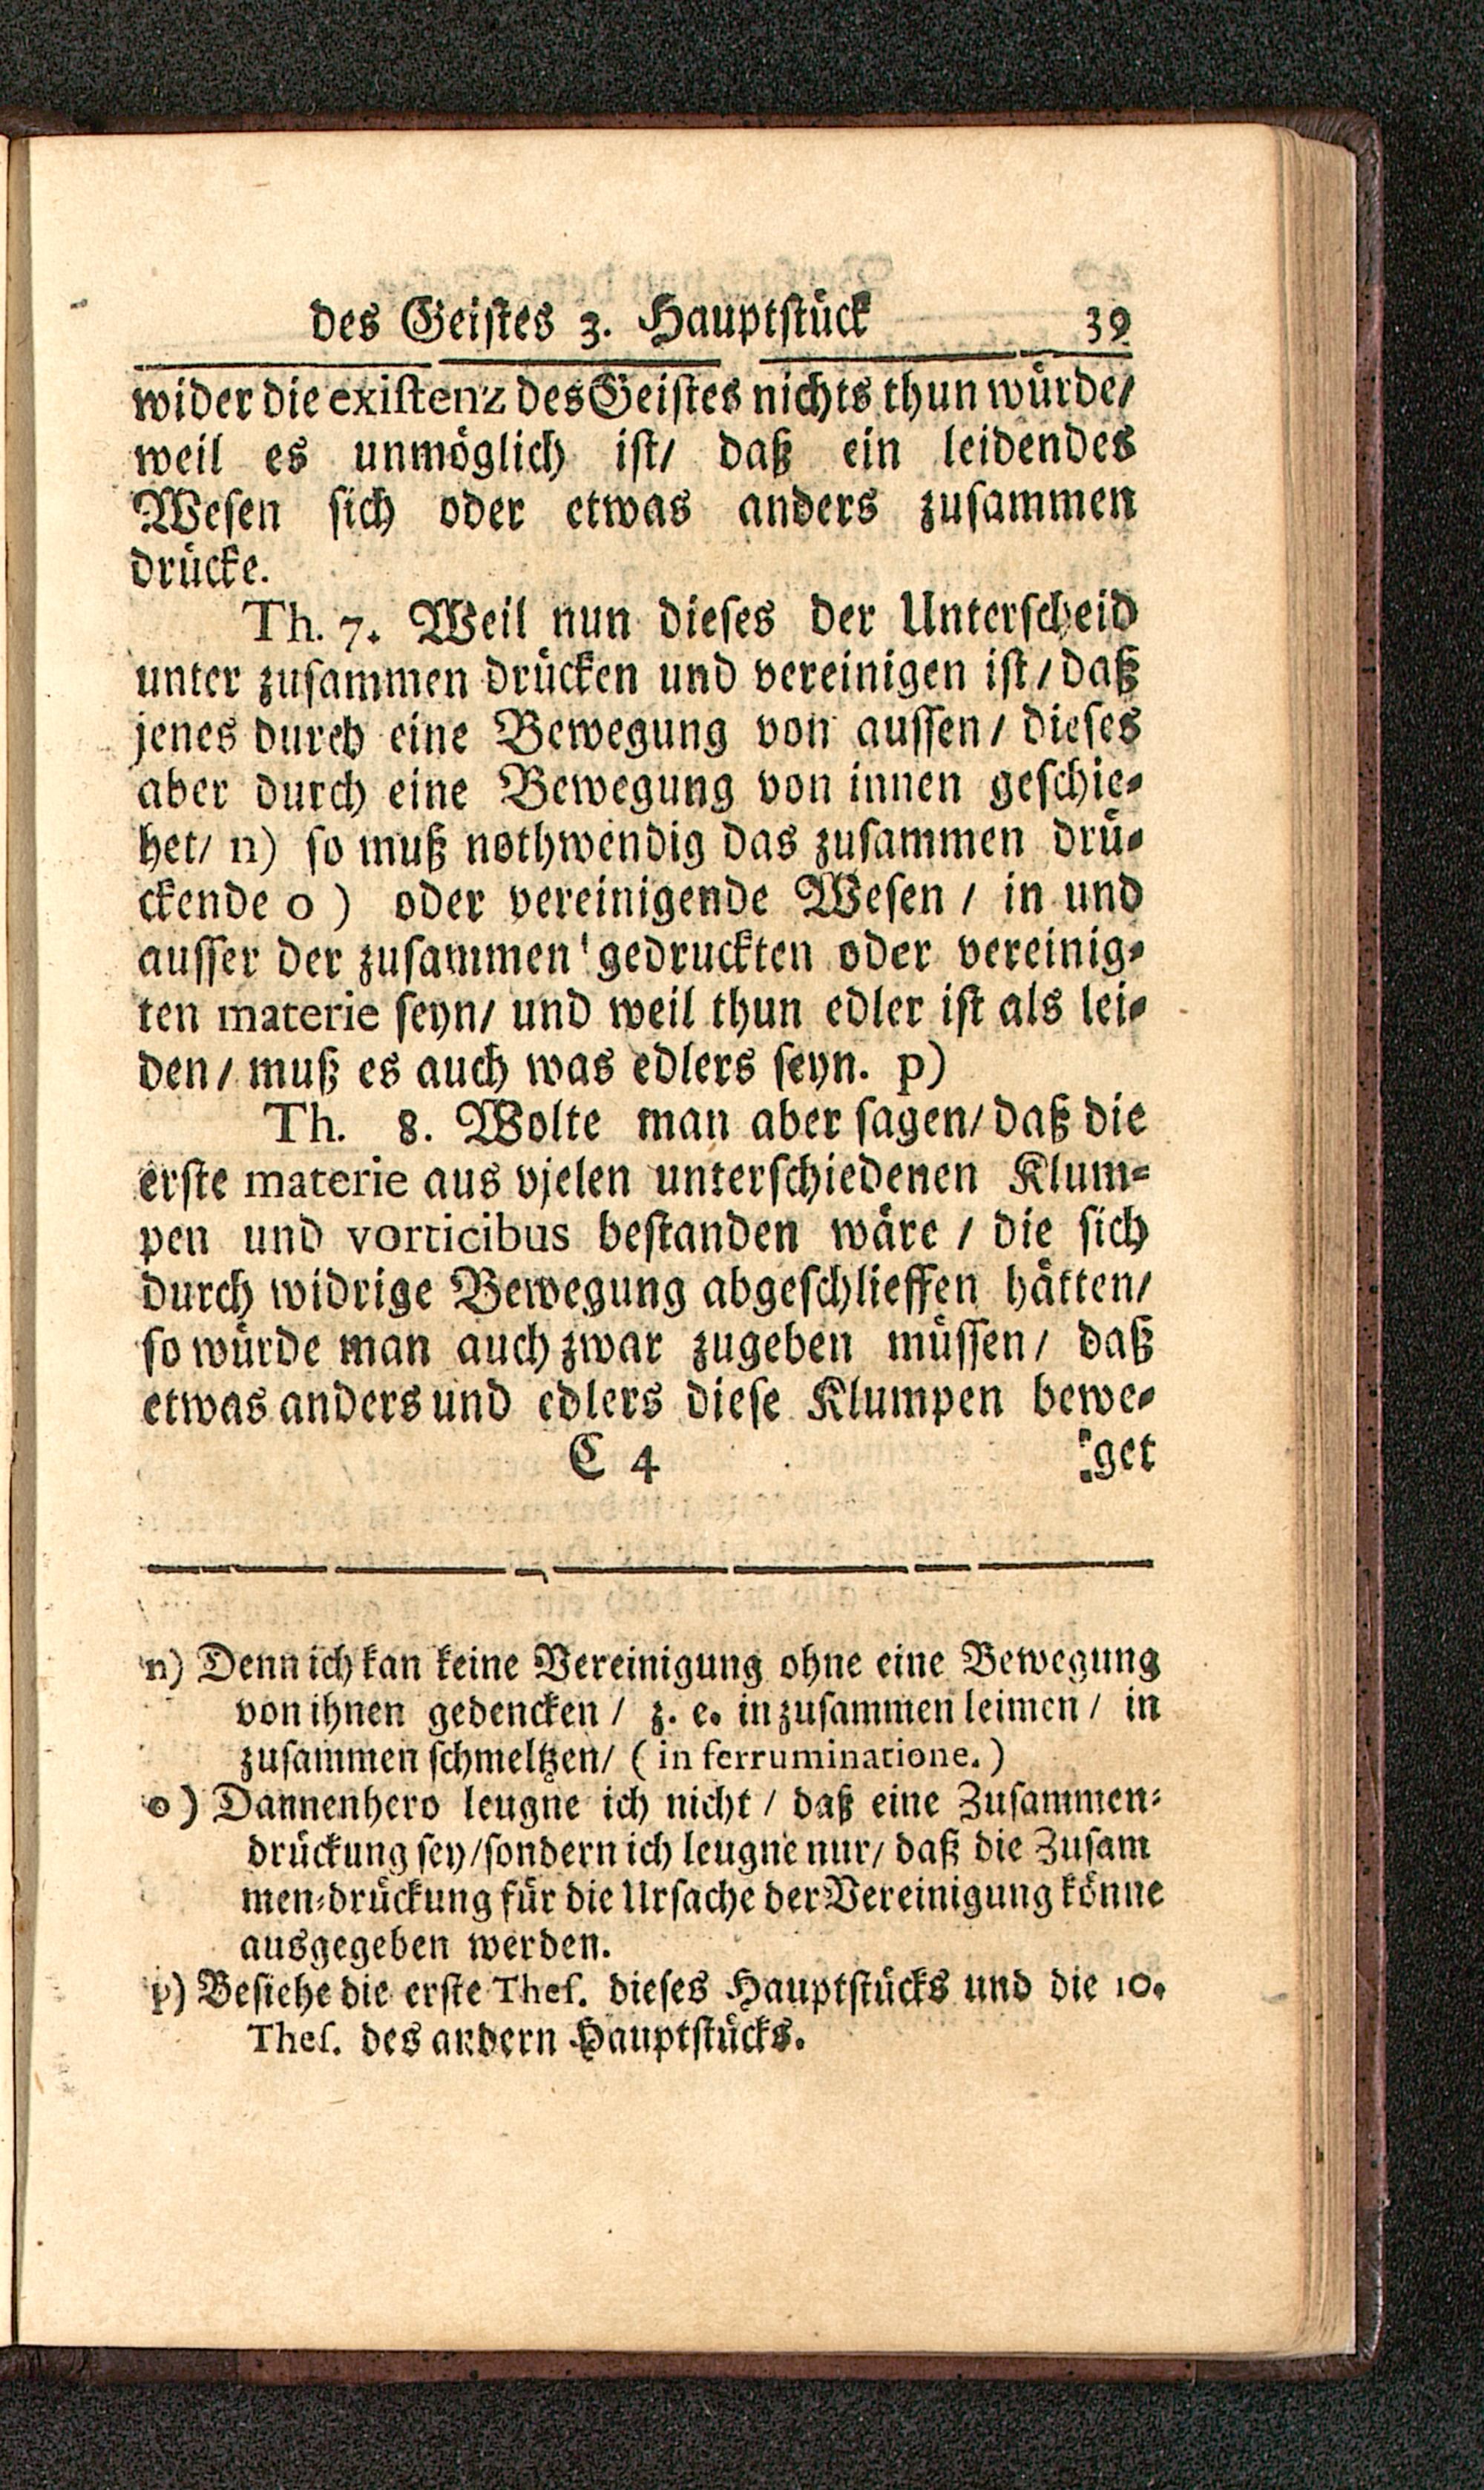 des Geistes 3. Hauptstück 39
wider die existenz des Geistes nichts thun würde/
weil es unmöglich ist/ daß ein leidendes
Wesen sich oder etwas anders zusammen
drücke.
Th. 7. Weil nun dieses der Unterscheid
unter zusammen drücken und vereinigen ist / daß
jenes durch eine Bewegung von aussen / dieses
aber durch eine Bewegung von innen geschie-
het/ n) so muß nothwendig das zusammen drü-
ckende o ) oder vereinigende Wesen / in und
ausser der zusammen gedruckten oder vereinig-
ten materie seyn/ und weil thun edler ist als lei-
den / muß es auch was edlers seyn. p)
Th. 8. Wolte man aber sagen/ daß die
erste materie aus vielen unterschiedenen Klum-
pen und vorticibus bestanden wäre / die sich
durch widrige Bewegung abgeschlieffen hätten/
so würde man auch zwar zugeben müssen / daß
etwas anders und edlers diese Klumpen bewe-
C 4 get
n) Denn ich kan keine Vereinigung ohne eine Bewegung
von ihnen gedencken / z. e. in zusammen leimen / in
zusammen schmeltzen/ ( in ferruminatione. )
o ) Dannenhero leugne ich nicht / daß eine Zusammen-
drückung sey /sondern ich leugne nur/ daß die Zusam
men-drückung für die Ursache der Vereinigung könne
ausgegeben werden.
p) Besiehe die erste Thes. dieses Hauptstücks und die 10.
Thes. des andern Hauptstücks.